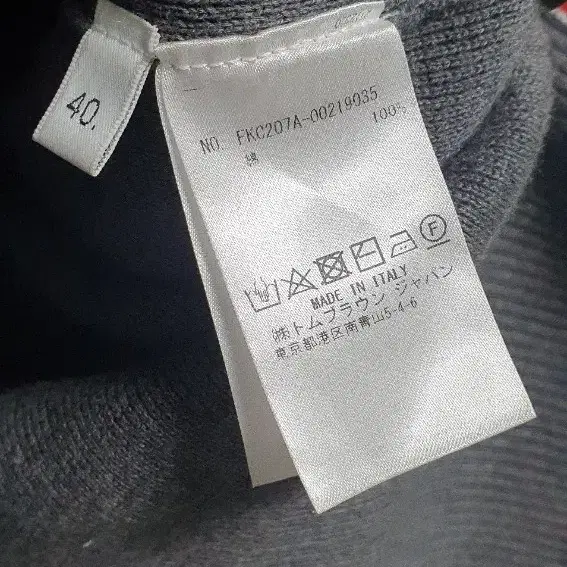 40.
NO. FKC207A-00219035
綿 100%
MADE IN ITALY
㈱トムブラウン ジャパン
東京都港区南青山5-4-6